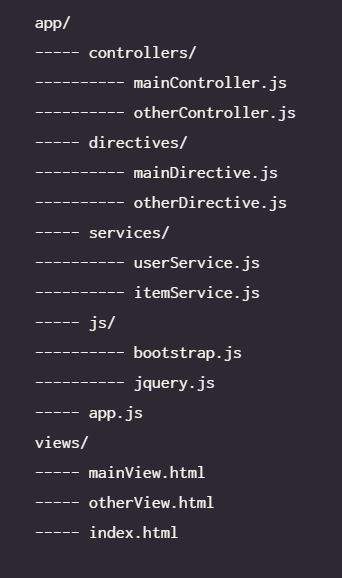 app/
----- controllers/
---------- mainController.js
---------- otherController.js
----- directives/
---------- mainDirective.js
---------- otherDirective.js
----- services/
---------- userService.js
---------- itemService.js
----- js/
---------- bootstrap.js
---------- jquery.js
----- app.js
views/
----- mainView.html
----- otherView.html
----- index.html